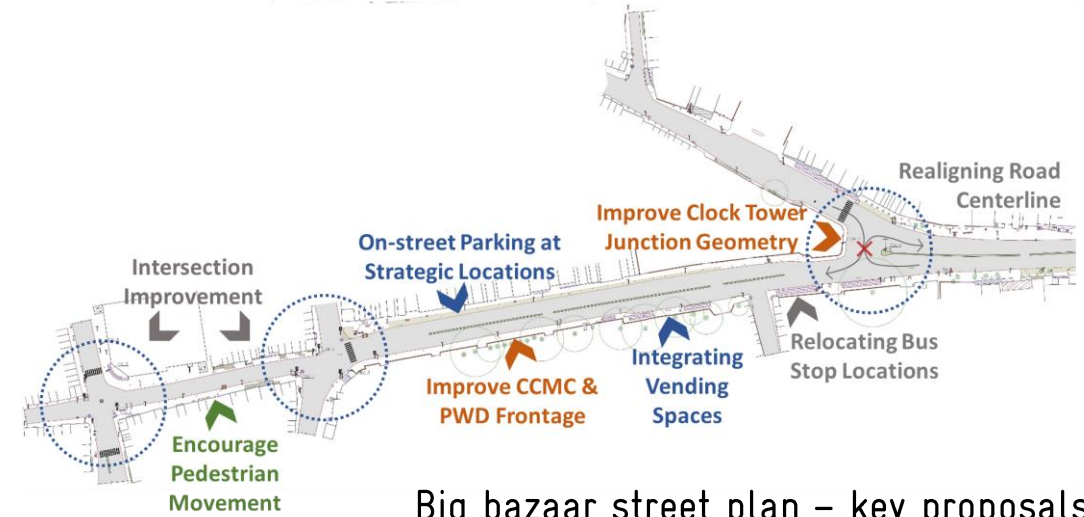 Realigning Road
Centerline
Improve Clock Tower
Junction Geometry
On-street Parking at
Strategic Locations
Intersection
Improvement
Relocating Bus
Stop Locations
Integrating
Vending
Spaces
Improve CCMC &
PWD Frontage
Encourage
Pedestrian
Movement
Big bazaar street plan – key proposals